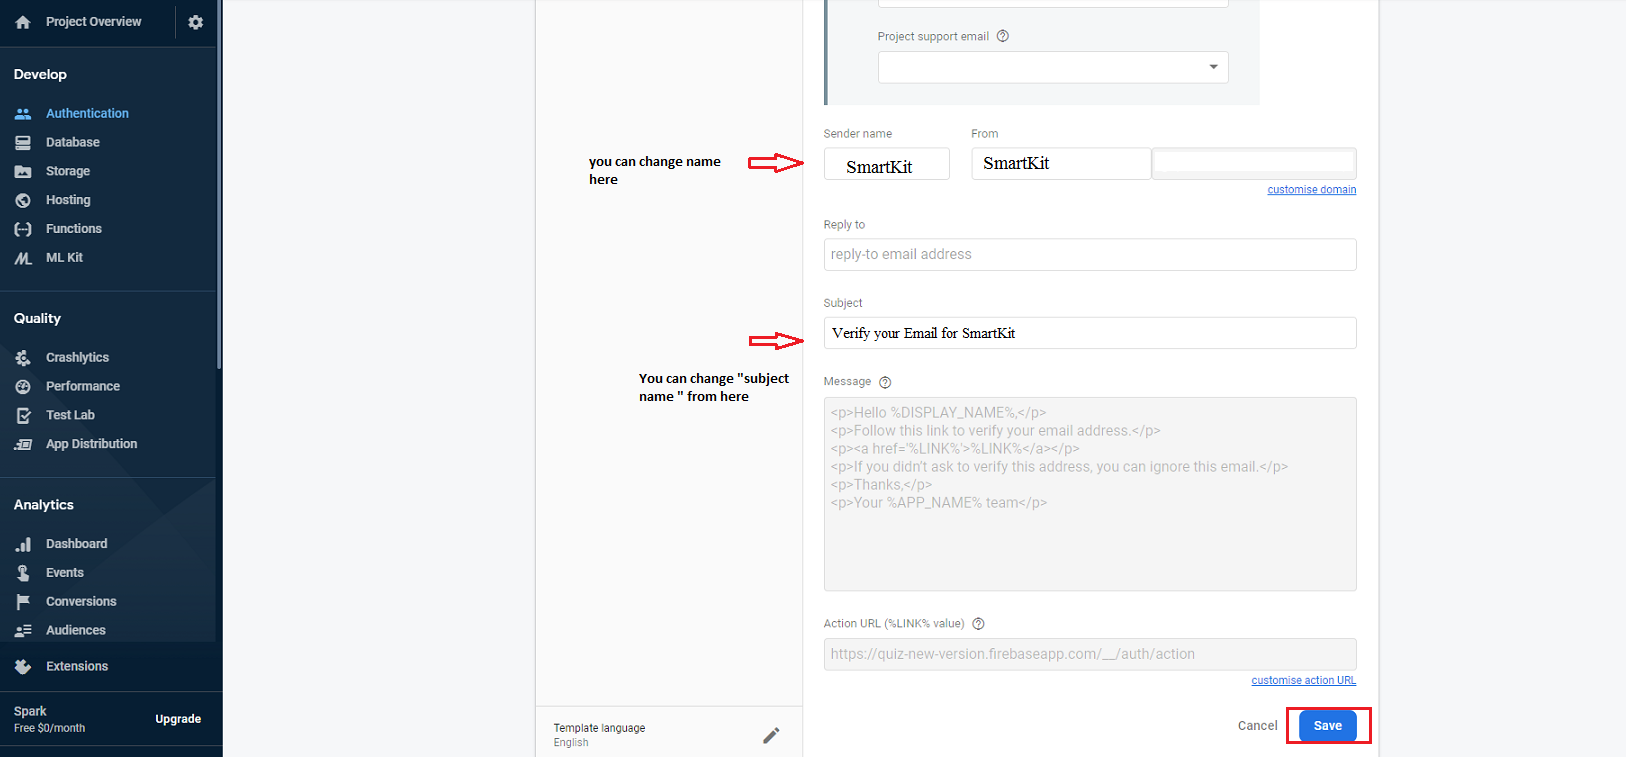 Project Overview
Develop
Authentication
Database
Storage
Hosting
Functions
ML Kit
Quality
Crashlytics
Performance
Test Lab
App Distribution
Analytics
Dashboard
Events
Conversions
Audiences
Extensions
Spark
Free $0/month
Upgrade
you can change name
here
You can change "subject
name " from here
Template language
English
Project support email
Sender name From
SmartKit SmartKit
customise domain
Reply to
reply-to email address
Subject
Verify your Email for SmartKit
Message
<p>Hello %DISPLAY_NAME%,</p>
<p>Follow this link to verify your email address.</p>
<p><a href='%LINK%'>%LINK%</a></p>
<p>If you didn't ask to verify this address, you can ignore this email.</p>
<p>Thanks,</p>
<p>Your %APP_NAME% team</p>
Action URL (%LINK% value)
https://quiz-new-version.firebaseapp.com/__/auth/action
customise action URL
Cancel Save